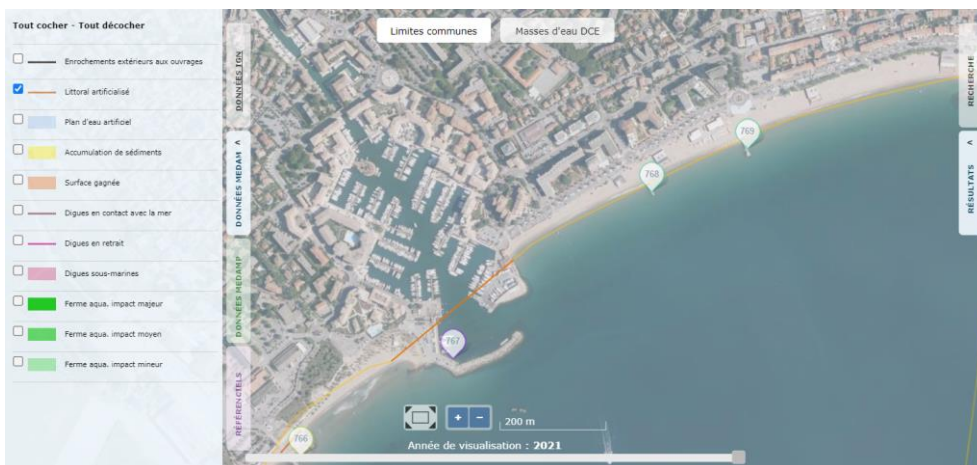 Tout cocher - Tout décocher
Enrochements extérieurs aux ouvrages
Littoral artificialisé
Plan d'eau artificiel
Accumulation de sédiments
Surface gagnée
Digues en contact avec la mer
Digues en retrait
Digues sous-marines
Ferme aqua. impact majeur
Ferme aqua. impact moyen
Ferme aqua. impact mineur
DONNÉES IGN
DONNÉES MEDAM <
DONNÉES MEDAMP
RÉFÉRENCIELS
Limites communes
Masses d'eau DCE
769
768
767
766
+ −
200 m
Année de visualisation : 2021
RECHERCHE
RÉSULTATS <